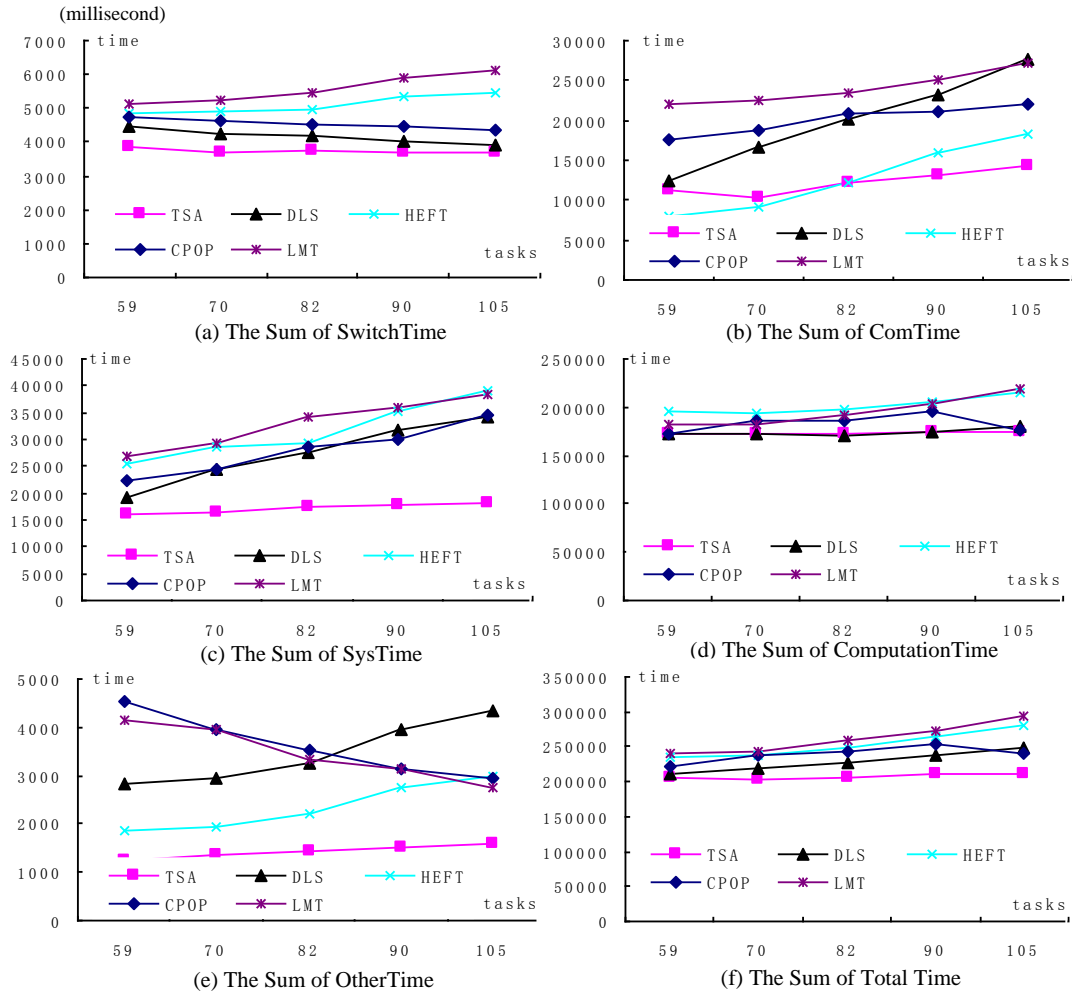 (millisecond)
time
7000
6000
5000
4000
3000
2000
1000
0
TSA DLS HEFT
CPOP LMT
tasks
59 70 82 90 105
(a) The Sum of SwitchTime
time
30000
25000
20000
15000
10000
5000
0
TSA DLS HEFT
CPOP LMT
tasks
59 70 82 90 105
(b) The Sum of ComTime
time
45000
40000
35000
30000
25000
20000
15000
10000
5000
0
TSA DLS HEFT
CPOP LMT
tasks
59 70 82 90 105
(c) The Sum of SysTime
time
250000
200000
150000
100000
50000
0
TSA DLS HEFT
CPOP LMT
tasks
59 70 82 90 105
(d) The Sum of ComputationTime
time
5000
4000
3000
2000
1000
0
TSA DLS HEFT
CPOP LMT
tasks
59 70 82 90 105
(e) The Sum of OtherTime
time
350000
300000
250000
200000
150000
100000
50000
0
TSA DLS HEFT
CPOP LMT
tasks
59 70 82 90 105
(f) The Sum of Total Time